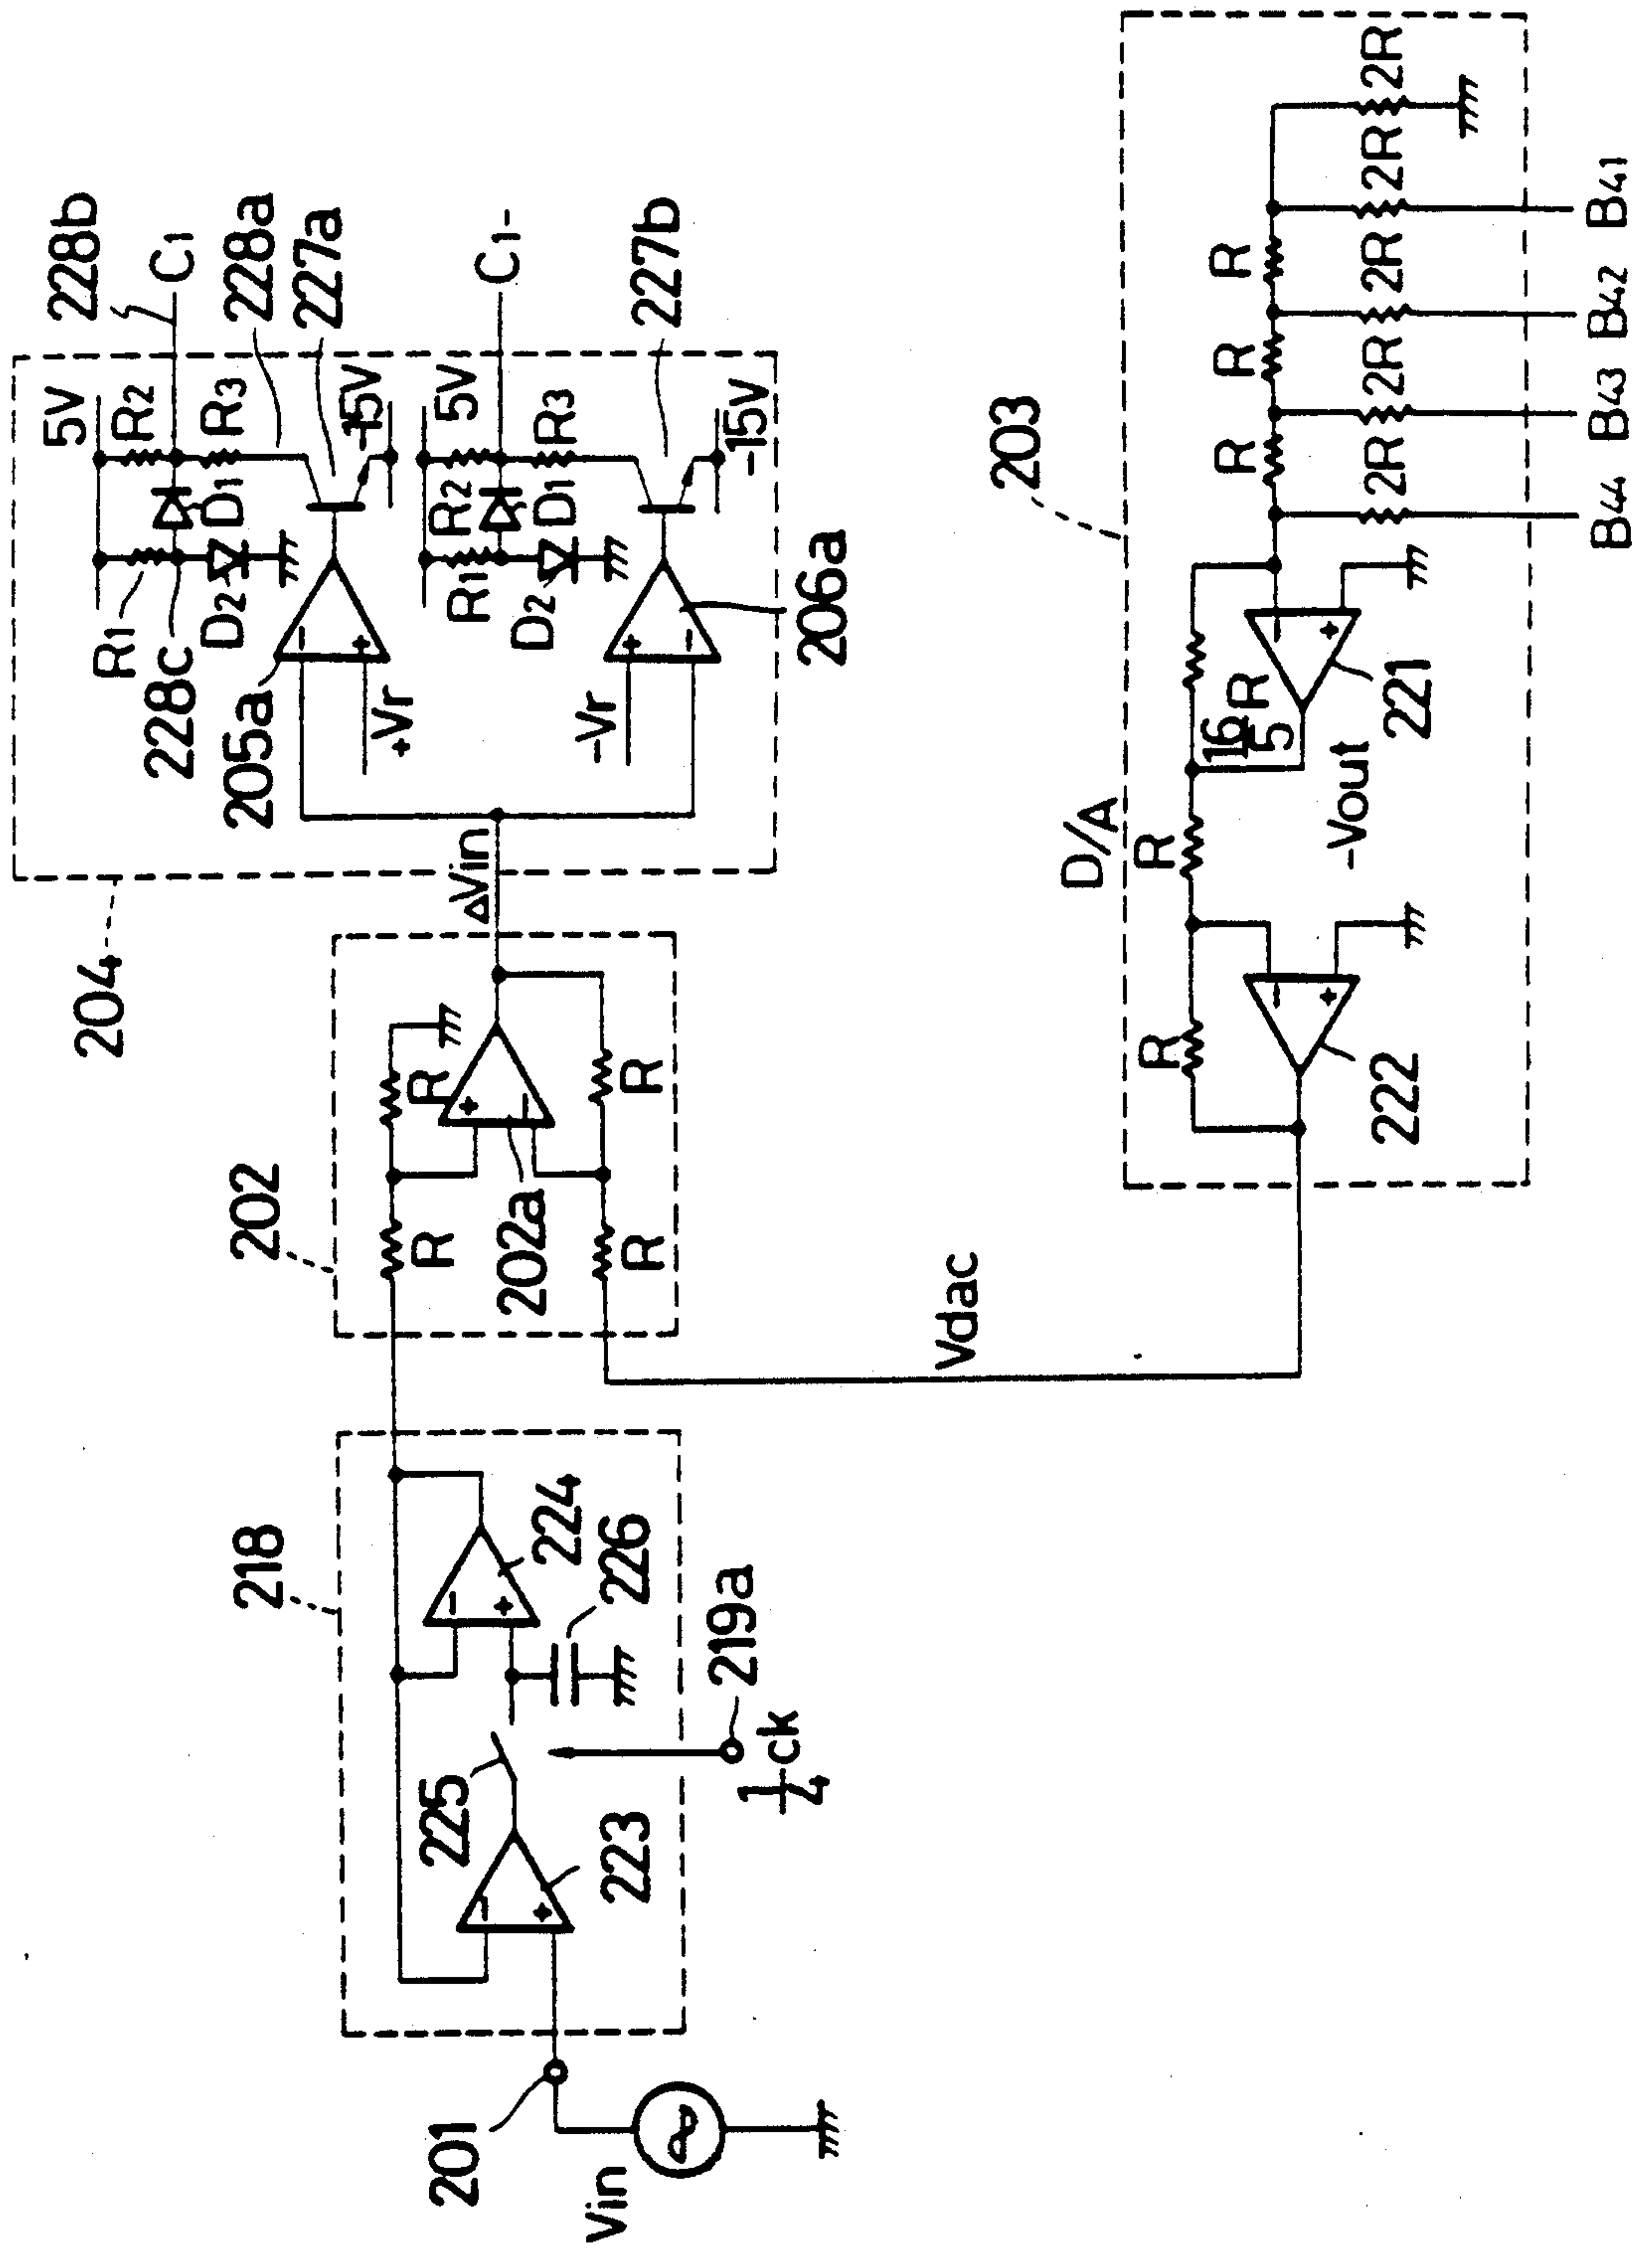 204
5V
R2
228b
C1
R3
228a
227a
R1
228c
D1
D2
205a
-15V
+
-
+Vr
5V
R2
R3
C1-
R1
D1
D2
227b
-15V
-Vr
+
-
206a
ΔVin
202
R
R
+
-
202a
R
R
218
-
+
224
226
225
-
+
223
219a
1/4 ck
201
Vin
Vdac
203
D/A
R
R
16/5 R
-
+
222
-
+
221
-Vout
R
R
R
2R
2R
2R
2R
2R
B44
B43
B42
B41